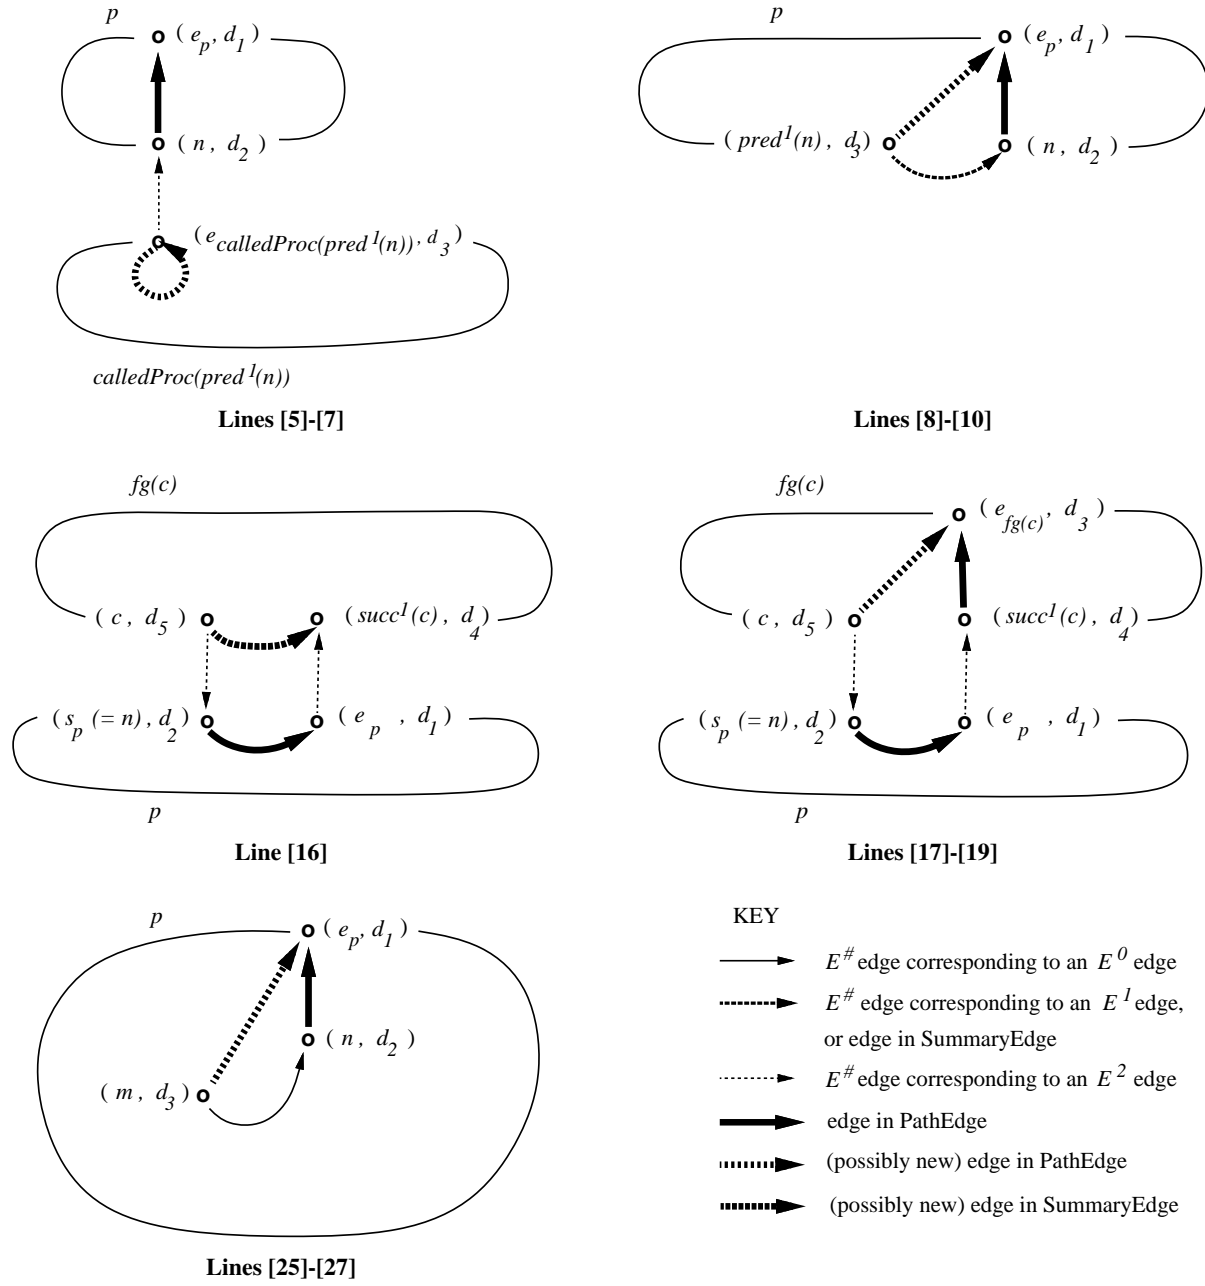 p
( e_p, d_1 )
( n, d_2 )
( e_calledProc(pred^1(n)), d_3 )
calledProc(pred^1(n))
Lines [5]-[7]
( e_p, d_1 )
( pred^1(n), d_3 )
( n, d_2 )
Lines [8]-[10]
fg(c)
( c, d_5 )
( succ^1(c), d_4 )
( s_p (= n), d_2 )
( e_p , d_1 )
p
Line [16]
fg(c)
( e_fg(c), d_3 )
( c, d_5 )
( succ^1(c), d_4 )
( s_p (= n), d_2 )
( e_p , d_1 )
p
Lines [17]-[19]
p
( e_p, d_1 )
( n, d_2 )
( m, d_3 )
Lines [25]-[27]
KEY
E^# edge corresponding to an E^0 edge
E^# edge corresponding to an E^1 edge,
or edge in SummaryEdge
E^# edge corresponding to an E^2 edge
edge in PathEdge
(possibly new) edge in PathEdge
(possibly new) edge in SummaryEdge